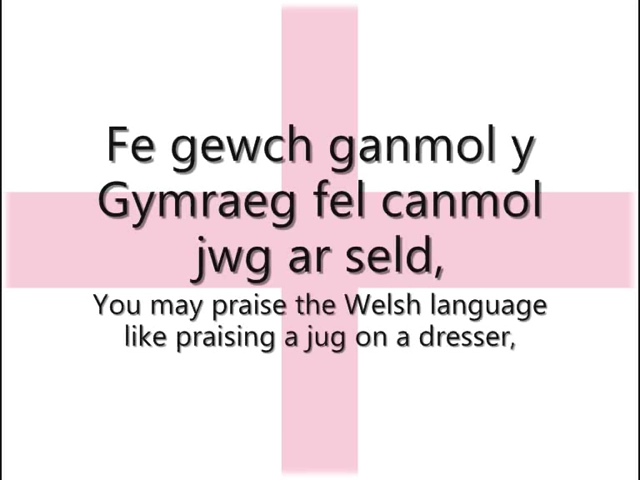 Fe gewch ganmol y
Gymraeg fel canmol
jwg ar seld,
You may praise the Welsh language
like praising a jug on a dresser,